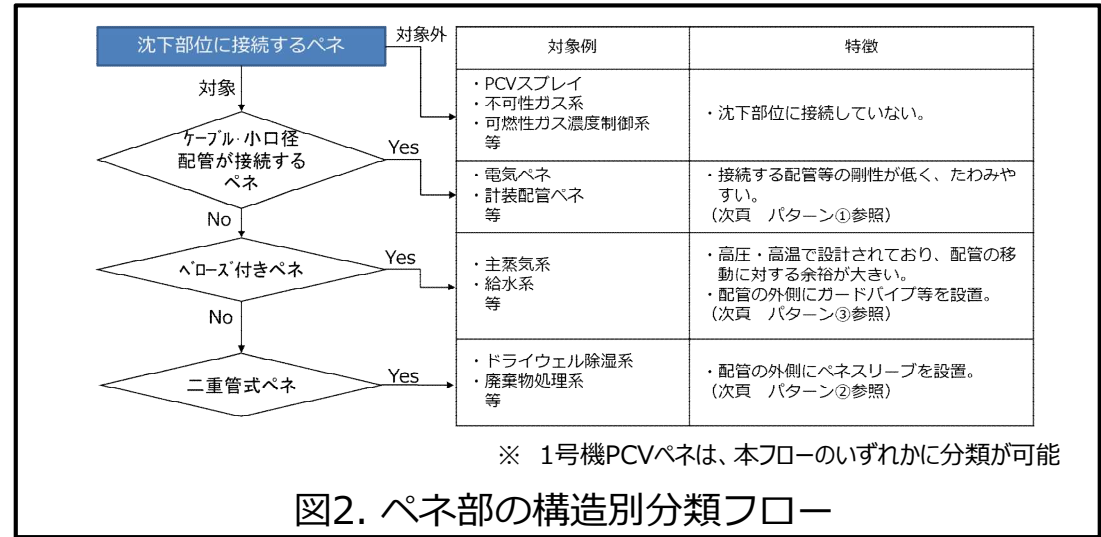 沈下部位に接続するペネ
対象外
対象
ケーブル･小口径
配管が接続する
ペネ
Yes
No
ベローズ付きペネ
Yes
No
二重管式ペネ
Yes
対象例
特徴
・PCVスプレイ
・不可性ガス系
・可燃性ガス濃度制御系
等
・沈下部位に接続していない。
・電気ペネ
・計装配管ペネ
等
・接続する配管等の剛性が低く、たわみや
すい。
（次頁　パターン①参照）
・主蒸気系
・給水系
等
・高圧・高温で設計されており、配管の移
動に対する余裕が大きい。
・配管の外側にガードパイプ等を設置。
（次頁　パターン③参照）
・ドライウェル除湿系
・廃棄物処理系
等
・配管の外側にペネスリーブを設置。
（次頁　パターン②参照）
※　1号機PCVペネは、本フローのいずれかに分類が可能
図2. ペネ部の構造別分類フロー